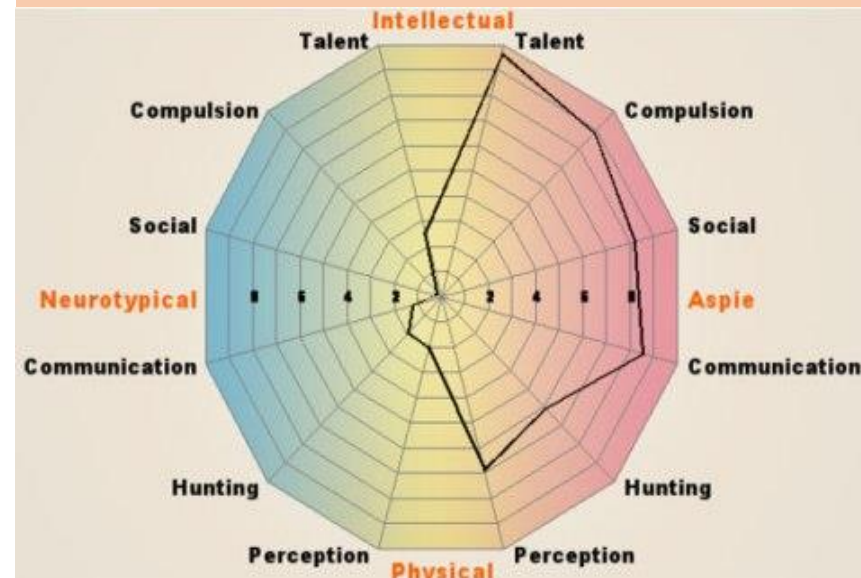 Intellectual
Talent Talent
Compulsion Compulsion
Social Social
Neurotypical 8 6 4 2 2 4 6 8 Aspie
Communication Communication
Hunting Hunting
Perception Perception
Physical